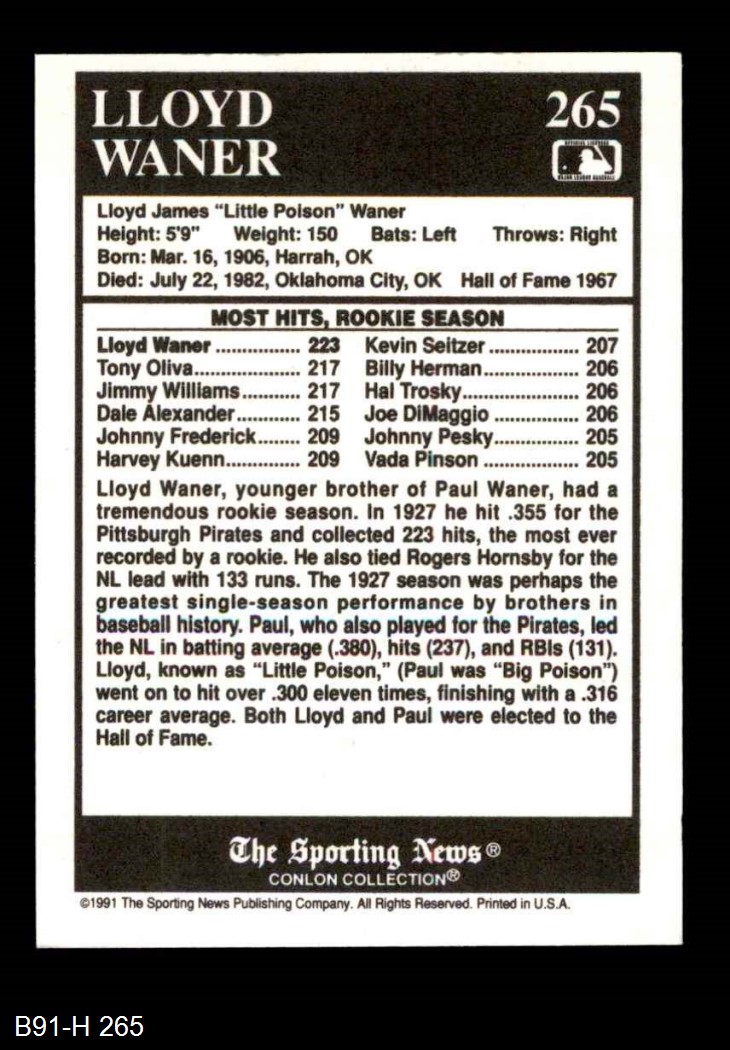 LLOYD
WANER
265
OFFICIAL LICENSEE
MAJOR LEAGUE BASEBALL
Lloyd James “Little Poison” Waner
Height: 5'9" Weight: 150 Bats: Left Throws: Right
Born: Mar. 16, 1906, Harrah, OK
Died: July 22, 1982, Oklahoma City, OK Hall of Fame 1967
MOST HITS, ROOKIE SEASON
Lloyd Waner ................ 223 Kevin Seitzer .................. 207
Tony Oliva.................... 217 Billy Herman................... 206
Jimmy Williams........... 217 Hal Trosky...................... 206
Dale Alexander............ 215 Joe DiMaggio ................ 206
Johnny Frederick........ 209 Johnny Pesky................ 205
Harvey Kuenn.............. 209 Vada Pinson .................. 205
Lloyd Waner, younger brother of Paul Waner, had a
tremendous rookie season. In 1927 he hit .355 for the
Pittsburgh Pirates and collected 223 hits, the most ever
recorded by a rookie. He also tied Rogers Hornsby for the
NL lead with 133 runs. The 1927 season was perhaps the
greatest single-season performance by brothers in
baseball history. Paul, who also played for the Pirates, led
the NL in batting average (.380), hits (237), and RBIs (131).
Lloyd, known as “Little Poison,” (Paul was “Big Poison”)
went on to hit over .300 eleven times, finishing with a .316
career average. Both Lloyd and Paul were elected to the
Hall of Fame.
The Sporting News®
CONLON COLLECTION®
©1991 The Sporting News Publishing Company. All Rights Reserved. Printed in U.S.A.
B91-H 265